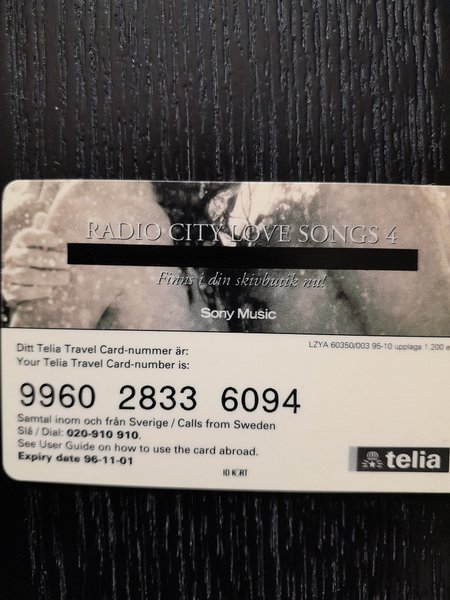 RADIO CITY LOVE SONGS 4
Finns i din skivbutik nu!
Sony Music
Ditt Telia Travel Card-nummer är:
Your Telia Travel Card-number is:
LZYA 60350/003 95-10 upplaga 1.200 e
9960 2833 6094
Samtal inom och från Sverige / Calls from Sweden
Slå / Dial: 020-910 910.
See User Guide on how to use the card abroad.
Expiry date 96-11-01
ID KORT
telia